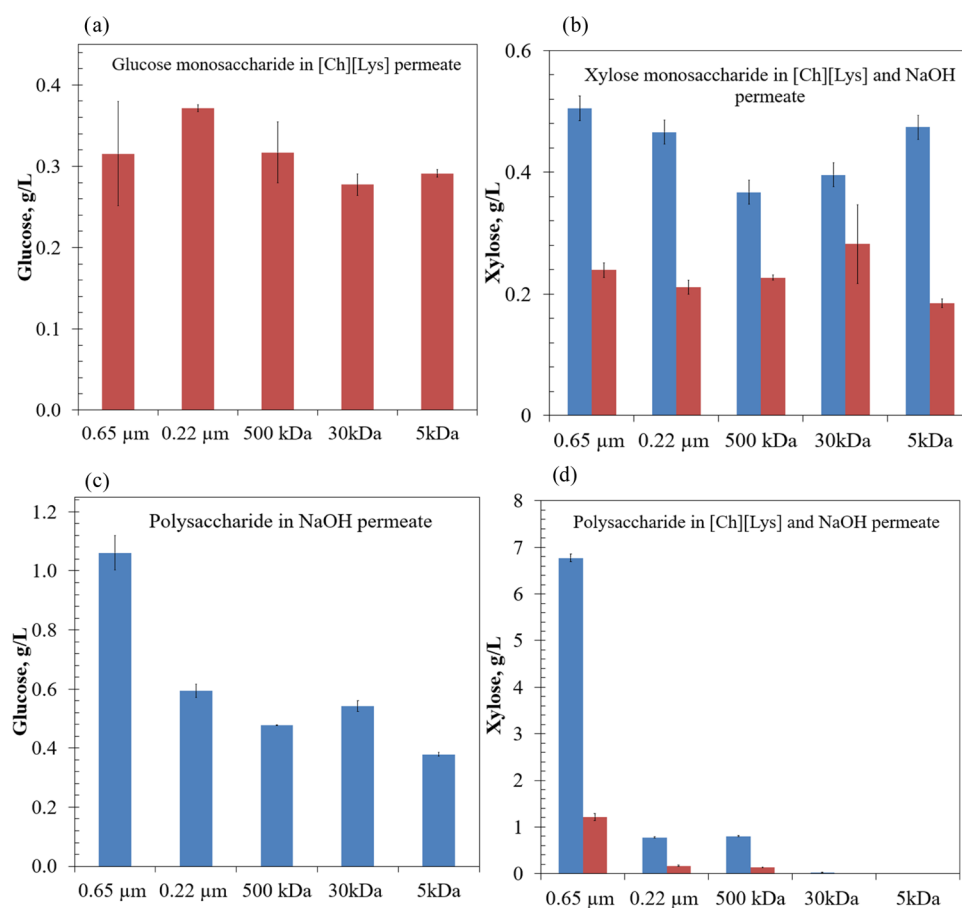 (a)
Glucose monosaccharide in [Ch][Lys] permeate
Glucose, g/L
0.4
0.3
0.2
0.1
0.0
0.65 µm 0.22 µm 500 kDa 30kDa 5kDa
(b)
Xylose monosaccharide in [Ch][Lys] and NaOH
permeate
Xylose, g/L
0.6
0.4
0.2
0
0.65 µm 0.22 µm 500 kDa 30kDa 5kDa
(c)
Polysaccharide in NaOH permeate
Glucose, g/L
1.2
1.0
0.8
0.6
0.4
0.2
0.0
0.65 µm 0.22 µm 500 kDa 30kDa 5kDa
(d)
Polysaccharide in [Ch][Lys] and NaOH permeate
Xylose, g/L
8
7
6
5
4
3
2
1
0
0.65 µm 0.22 µm 500 kDa 30kDa 5kDa